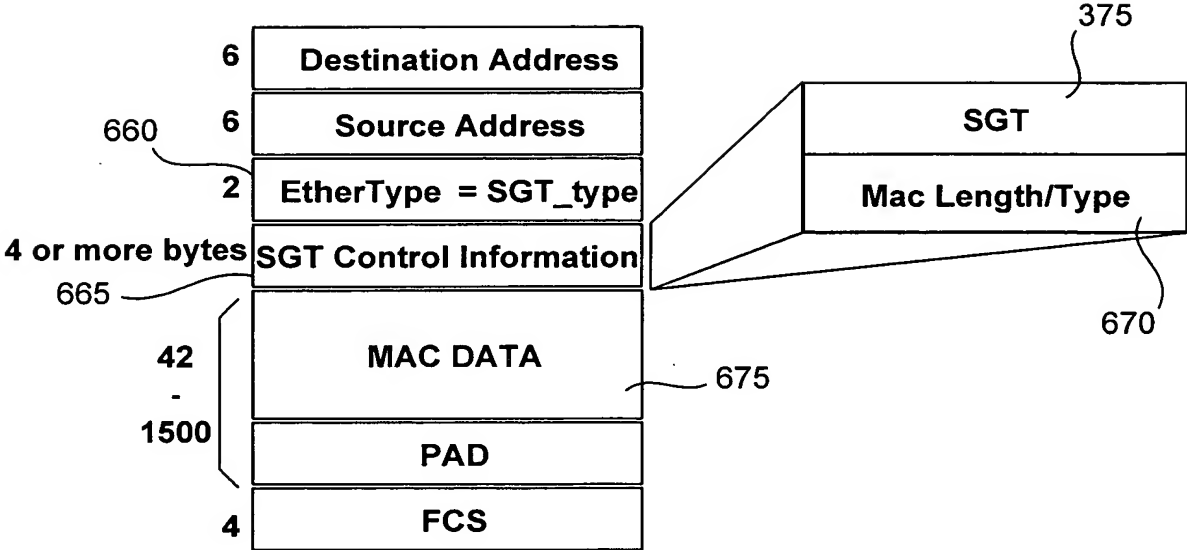 375
6 Destination Address
SGT
6 Source Address
660
2 EtherType = SGT_type
Mac Length/Type
4 or more bytes SGT Control Information
665
670
42
-
1500
MAC DATA
675
PAD
4 FCS